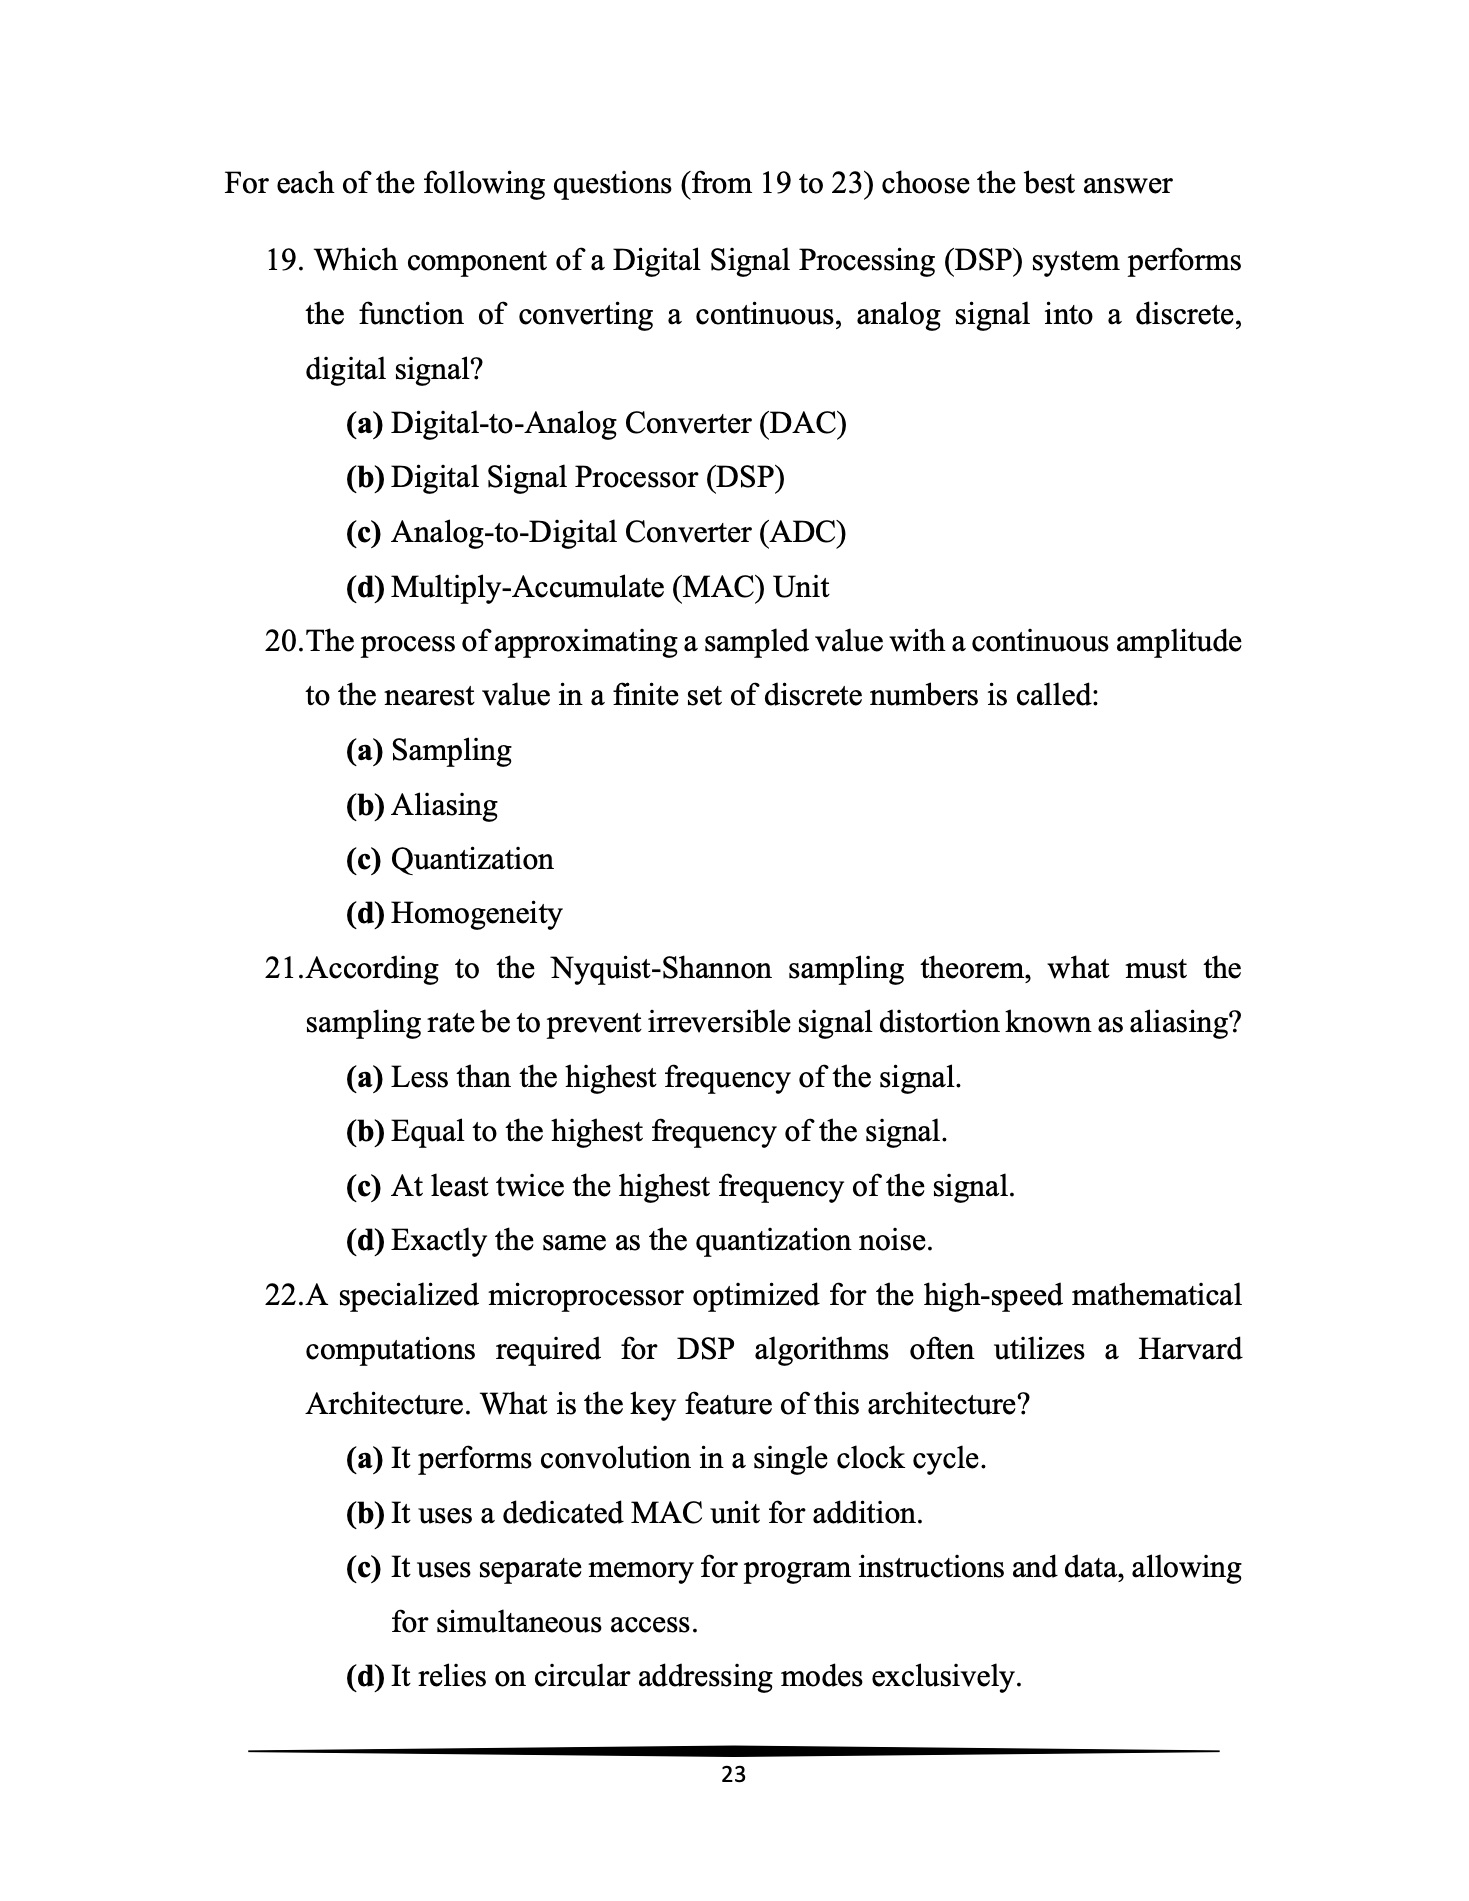 For each of the following questions (from 19 to 23) choose the best answer
19. Which component of a Digital Signal Processing (DSP) system performs
the function of converting a continuous, analog signal into a discrete,
digital signal?
(a) Digital-to-Analog Converter (DAC)
(b) Digital Signal Processor (DSP)
(c) Analog-to-Digital Converter (ADC)
(d) Multiply-Accumulate (MAC) Unit
20. The process of approximating a sampled value with a continuous amplitude
to the nearest value in a finite set of discrete numbers is called:
(a) Sampling
(b) Aliasing
(c) Quantization
(d) Homogeneity
21. According to the Nyquist-Shannon sampling theorem, what must the
sampling rate be to prevent irreversible signal distortion known as aliasing?
(a) Less than the highest frequency of the signal.
(b) Equal to the highest frequency of the signal.
(c) At least twice the highest frequency of the signal.
(d) Exactly the same as the quantization noise.
22. A specialized microprocessor optimized for the high-speed mathematical
computations required for DSP algorithms often utilizes a Harvard
Architecture. What is the key feature of this architecture?
(a) It performs convolution in a single clock cycle.
(b) It uses a dedicated MAC unit for addition.
(c) It uses separate memory for program instructions and data, allowing
for simultaneous access.
(d) It relies on circular addressing modes exclusively.
23